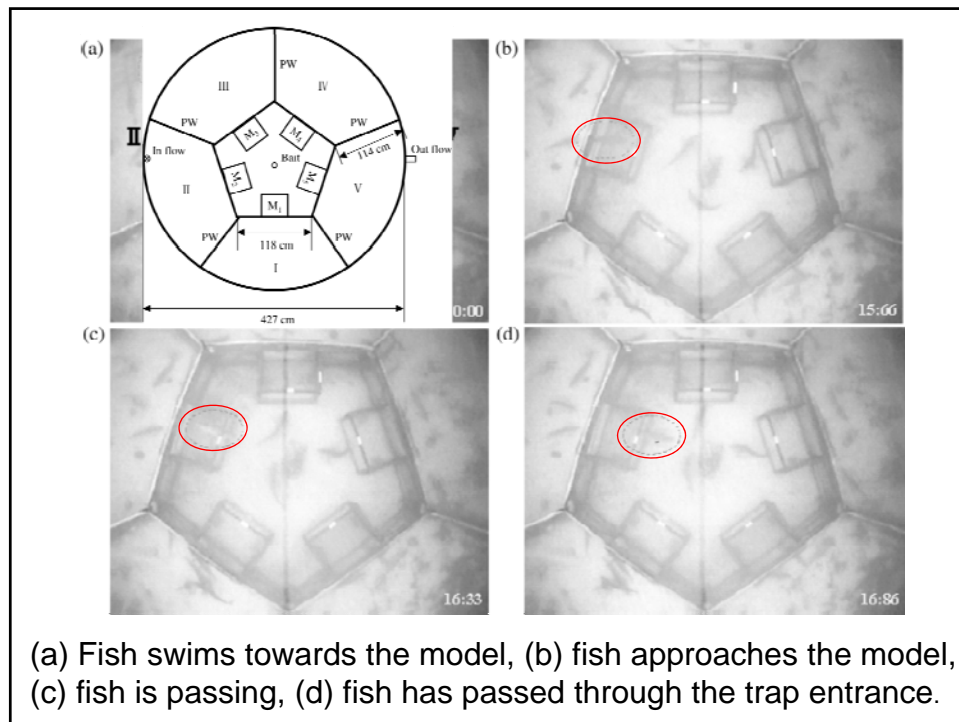 (a)
PW
III
IV
PW
PW
II
M3
M4
In flow
Bait
114 cm
Out flow
II
M2
M5
V
M1
PW
118 cm
PW
I
427 cm
0:00
(b)
15:66
(c)
16:33
(d)
16:86
(a) Fish swims towards the model, (b) fish approaches the model,
(c) fish is passing, (d) fish has passed through the trap entrance.